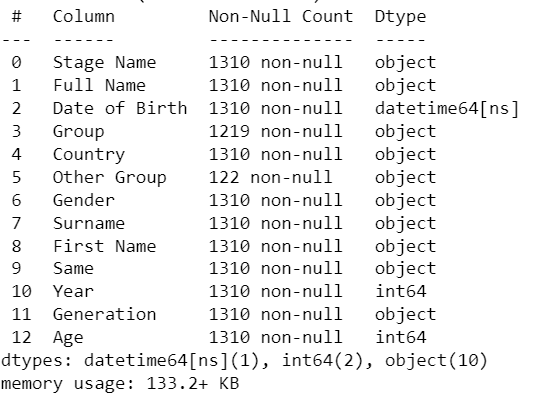 #   Column         Non-Null Count  Dtype
---  ------         --------------  -----
0   Stage Name     1310 non-null   object
1   Full Name      1310 non-null   object
2   Date of Birth  1310 non-null   datetime64[ns]
3   Group          1219 non-null   object
4   Country        1310 non-null   object
5   Other Group    122 non-null    object
6   Gender         1310 non-null   object
7   Surname        1310 non-null   object
8   First Name     1310 non-null   object
9   Same           1310 non-null   object
10  Year           1310 non-null   int64
11  Generation     1310 non-null   object
12  Age            1310 non-null   int64
dtypes: datetime64[ns](1), int64(2), object(10)
memory usage: 133.2+ KB